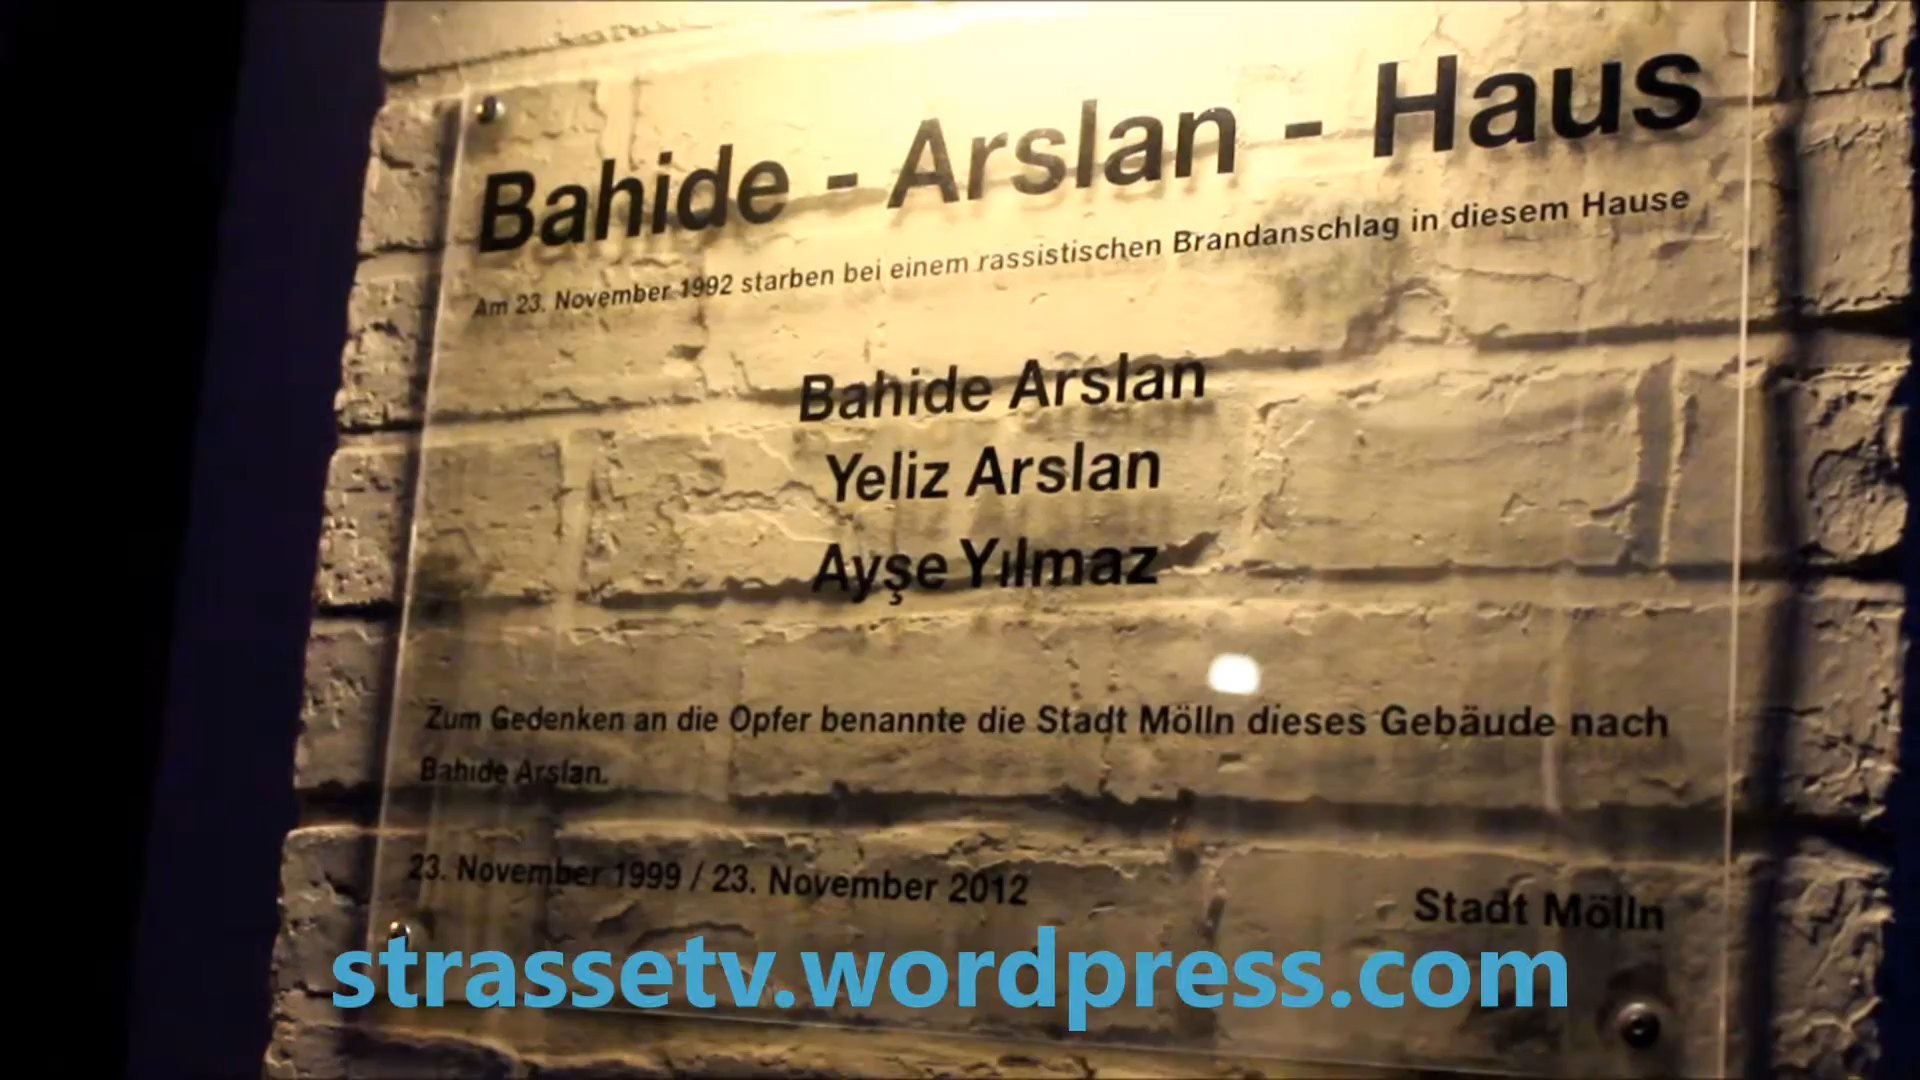 Bahide - Arslan - Haus
Am 23. November 1992 starben bei einem rassistischen Brandanschlag in diesem Hause
Bahide Arslan
Yeliz Arslan
Ayşe Yılmaz
Zum Gedenken an die Opfer benannte die Stadt Mölln dieses Gebäude nach
Bahide Arslan.
23. November 1999 / 23. November 2012
Stadt Mölln
strassetv.wordpress.com